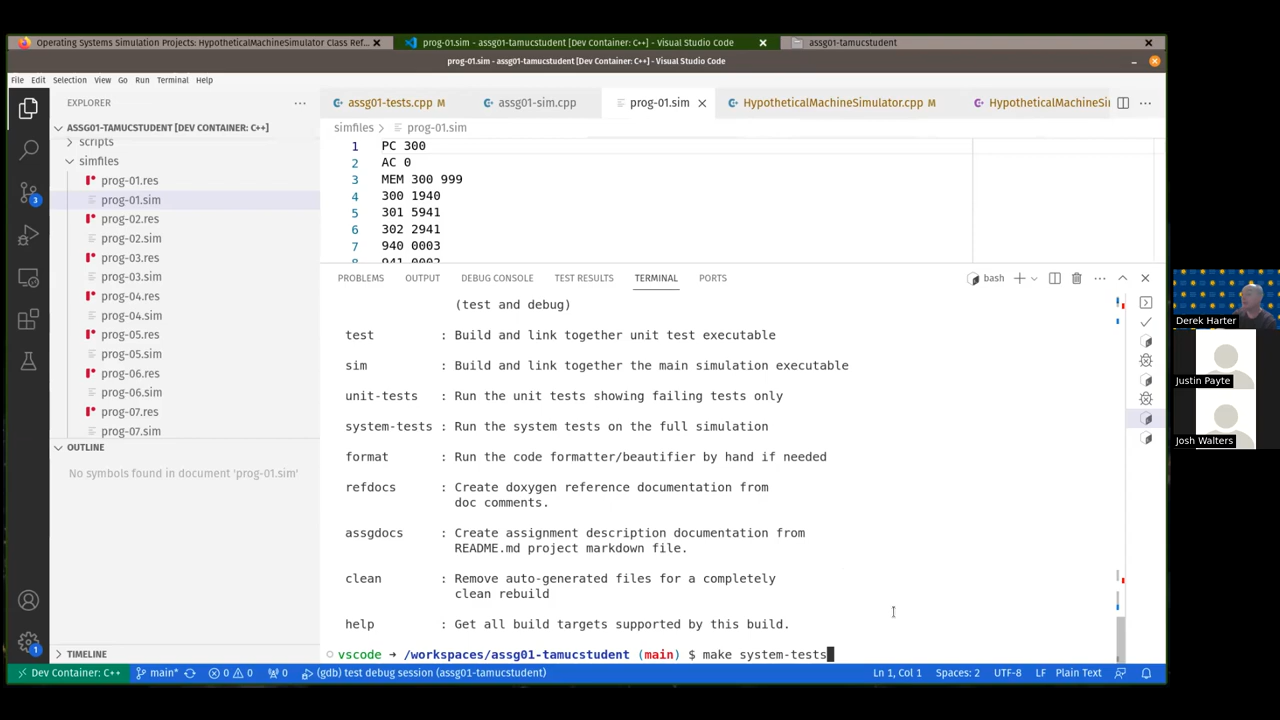 Operating Systems Simulation Projects: HypotheticalMachineSimulator Class Ref...
prog-01.sim - assg01-tamucstudent [Dev Container: C++] - Visual Studio Code
assg01-tamucstudent
prog-01.sim - assg01-tamucstudent [Dev Container: C++] - Visual Studio Code
File Edit Selection View Go Run Terminal Help
EXPLORER
ASSG01-TAMUCSTUDENT [DEV CONTAINER: C++]
scripts
simfiles
prog-01.res
prog-01.sim
prog-02.res
prog-02.sim
prog-03.res
prog-03.sim
prog-04.res
prog-04.sim
prog-05.res
prog-05.sim
prog-06.res
prog-06.sim
prog-07.res
prog-07.sim
OUTLINE
No symbols found in document 'prog-01.sim'
TIMELINE
3
1
assg01-tests.cpp M
assg01-sim.cpp
prog-01.sim
HypotheticalMachineSimulator.cpp M
HypotheticalMachineSi
simfiles > prog-01.sim
1 PC 300
2 AC 0
3 MEM 300 999
4 300 1940
5 301 5941
6 302 2941
7 940 0003
8 941 0002
PROBLEMS OUTPUT DEBUG CONSOLE TEST RESULTS TERMINAL PORTS
bash
(test and debug)
test : Build and link together unit test executable
sim : Build and link together the main simulation executable
unit-tests : Run the unit tests showing failing tests only
system-tests : Run the system tests on the full simulation
format : Run the code formatter/beautifier by hand if needed
refdocs : Create doxygen reference documentation from
doc comments.
assgdocs : Create assignment description documentation from
README.md project markdown file.
clean : Remove auto-generated files for a completely
clean rebuild
help : Get all build targets supported by this build.
vscode → /workspaces/assg01-tamucstudent (main) $ make system-tests
Dev Container: C++ main* 0 0 0 (gdb) test debug session (assg01-tamucstudent) Ln 1, Col 1 Spaces: 2 UTF-8 LF Plain Text
Derek Harter
Justin Payte
Josh Walters